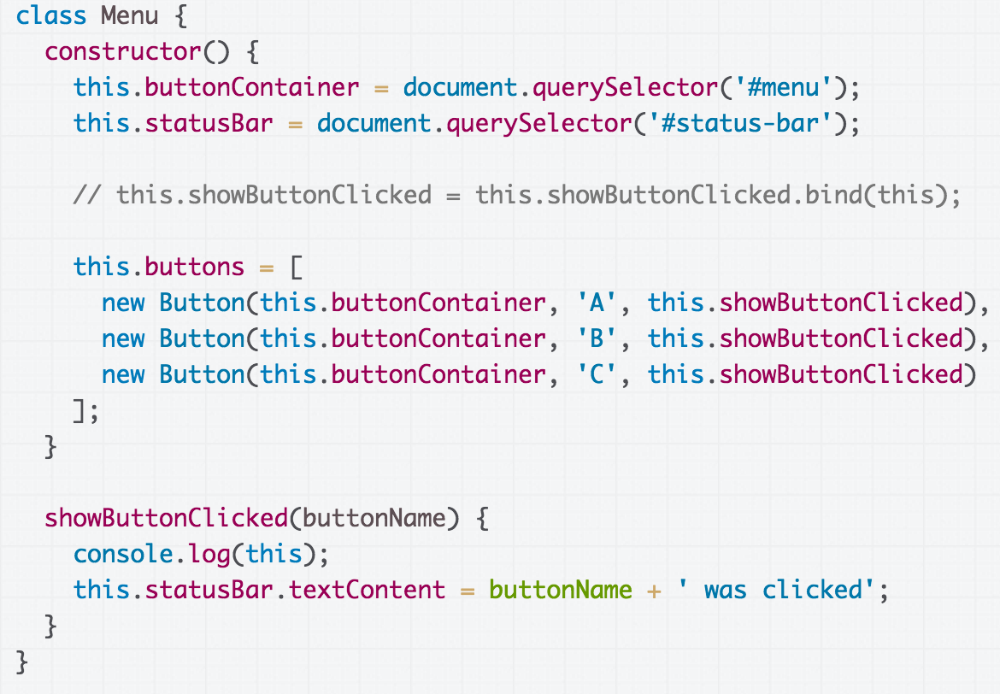 class Menu {
  constructor() {
    this.buttonContainer = document.querySelector('#menu');
    this.statusBar = document.querySelector('#status-bar');

    // this.showButtonClicked = this.showButtonClicked.bind(this);

    this.buttons = [
      new Button(this.buttonContainer, 'A', this.showButtonClicked),
      new Button(this.buttonContainer, 'B', this.showButtonClicked),
      new Button(this.buttonContainer, 'C', this.showButtonClicked)
    ];
  }

  showButtonClicked(buttonName) {
    console.log(this);
    this.statusBar.textContent = buttonName + ' was clicked';
  }
}